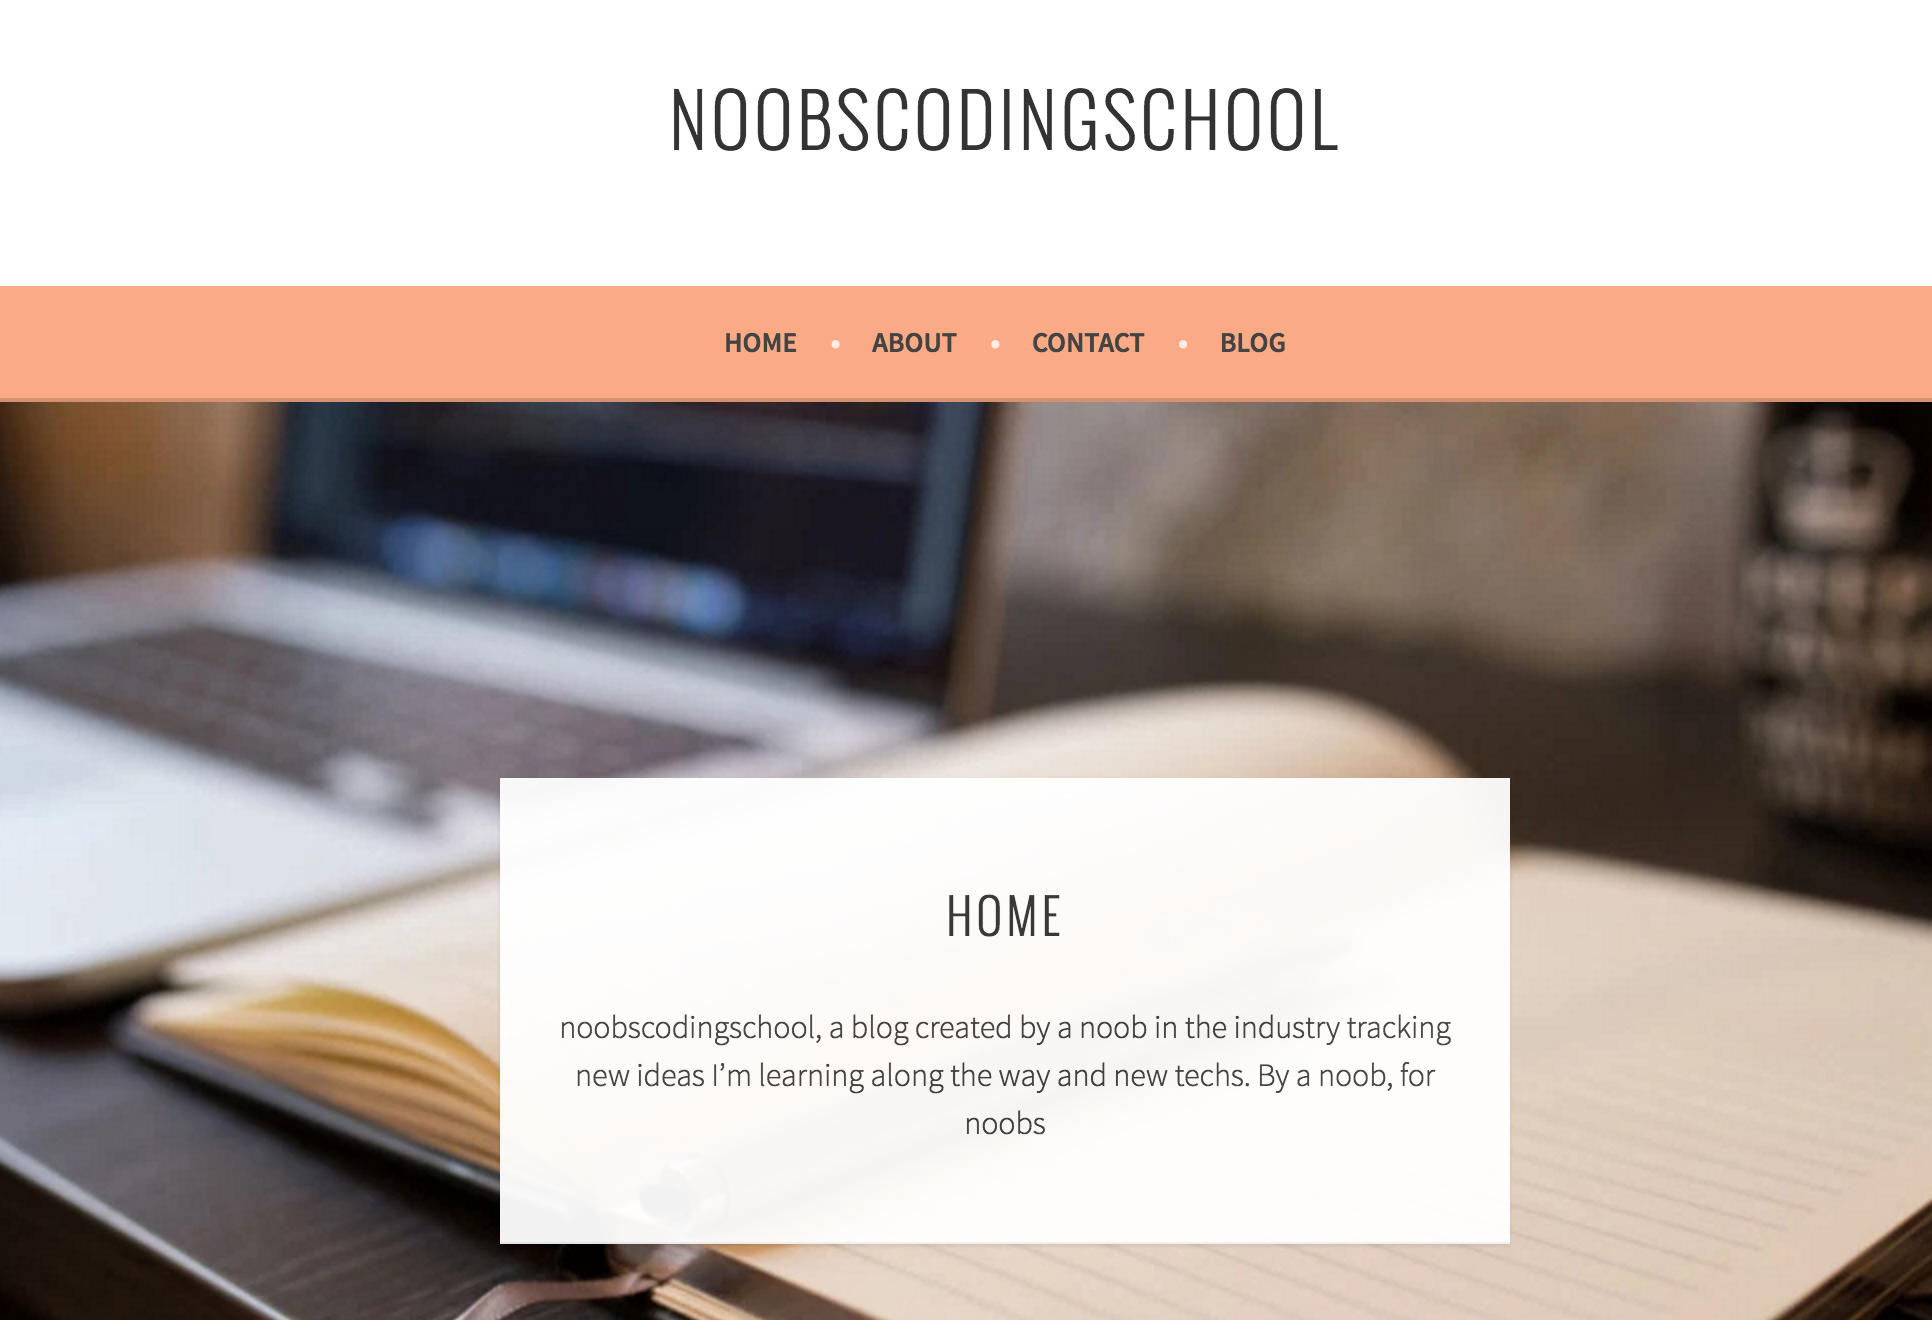 NOOBSCODINGSCHOOL
HOME • ABOUT • CONTACT • BLOG
HOME
noobscodingschool, a blog created by a noob in the industry tracking
new ideas I’m learning along the way and new techs. By a noob, for
noobs